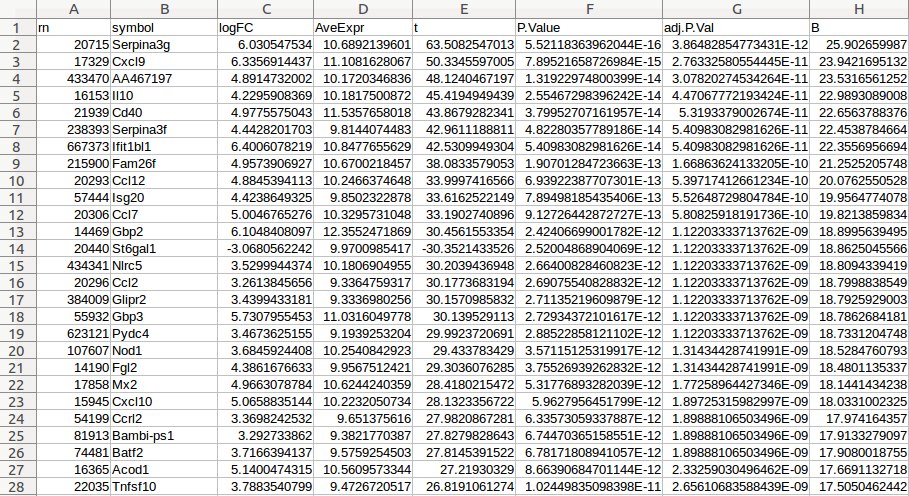 A B C D E F G H
1 rn symbol logFC AveExpr t P.Value adj.P.Val B
2 20715 Serpina3g 6.030547534 10.6892139601 63.5082547013 5.52118363962044E-16 3.86482854773431E-12 25.902659987
3 17329 Cxcl9 6.3356914437 11.1081628067 50.3345597005 7.89521658726984E-15 2.76332580554445E-11 23.9421695132
4 433470 AA467197 4.8914732002 10.1720346836 48.1240467197 1.31922974800399E-14 3.07820274534264E-11 23.5316561252
5 16153 Il10 4.2295908369 10.1817500872 45.4194949439 2.55467298396242E-14 4.47067772193424E-11 22.9893089008
6 21939 Cd40 4.9775575043 11.5357658018 43.8679282041 3.79952707161957E-14 5.3193379002674E-11 22.6563788376
7 238393 Serpina3f 4.4428201703 9.8144074483 42.9611188811 4.82280357789186E-14 5.40983082981626E-11 22.4538784664
8 667373 Ifit1bl1 6.4006078219 10.8477655629 42.5309949304 5.40983082981626E-14 5.40983082981626E-11 22.3556956694
9 215900 Fam26f 4.9573906927 10.6700218457 38.0833579053 1.90701284723663E-13 1.66863624133205E-10 21.2525205748
10 20293 Ccl12 4.8845394113 10.2466374648 33.9997416566 6.93922387707301E-13 5.39717412661234E-10 20.0762550528
11 57444 Isg20 4.4238649325 9.8502322878 33.6162522149 7.89498185435406E-13 5.52648729804784E-10 19.9564774078
12 20306 Ccl7 5.0046765276 10.3295731048 33.1902740896 9.12726442872727E-13 5.80825918191736E-10 19.8213859834
13 14469 Gbp2 6.1048408097 12.3552471869 30.4561553354 2.42406699001782E-12 1.12203333713762E-09 18.8995639495
14 20440 St6gal1 -3.0680562242 9.9700985417 -30.3521433526 2.52004868904069E-12 1.12203333713762E-09 18.8625045566
15 434341 Nlrc5 3.5299944374 10.1806904955 30.2039436948 2.66400828460823E-12 1.12203333713762E-09 18.8094339419
16 20296 Ccl2 3.2613845656 9.3364759317 30.1773683194 2.69075540828832E-12 1.12203333713762E-09 18.7998838549
17 384009 Glipr2 3.4399433181 9.3336980256 30.1570985832 2.71135219609879E-12 1.12203333713762E-09 18.7925929003
18 55932 Gbp3 5.7307955453 11.0316049778 30.139529113 2.72934372101617E-12 1.12203333713762E-09 18.7862684181
19 623121 Pydc4 3.4673625155 9.1939253204 29.9923720691 2.88522858121102E-12 1.12203333713762E-09 18.7331204748
20 107607 Nod1 3.6845924408 10.2540842923 29.433783429 3.57115125319917E-12 1.31434428741991E-09 18.5284760793
21 14190 Fgl2 4.3861676633 9.9567512421 29.3036076285 3.75526939262832E-12 1.31434428741991E-09 18.4801135337
22 17858 Mx2 4.9663078784 10.6244240359 28.4180215472 5.31776893282039E-12 1.77258964427346E-09 18.1441434238
23 15945 Cxcl10 5.0658835144 10.2232050734 28.1323356722 5.9627956451799E-12 1.89725315982997E-09 18.0331002325
24 54199 Ccrl2 3.3698242532 9.651375616 27.9820867281 6.33573059337887E-12 1.89888106503496E-09 17.974164357
25 81913 Bambi-ps1 3.292733862 9.3821770387 27.8279828643 6.74470365158551E-12 1.89888106503496E-09 17.9133279097
26 74481 Batf2 3.7166394137 9.5759254503 27.8145391522 6.78171808941057E-12 1.89888106503496E-09 17.9080018755
27 16365 Acod1 5.1400474315 10.5609573344 27.21930329 8.66390684701144E-12 2.33259030496462E-09 17.6691132718
28 22035 Tnfsf10 3.7883540799 9.4726720517 26.8191061274 1.02449835098398E-11 2.65610683588439E-09 17.5050462442